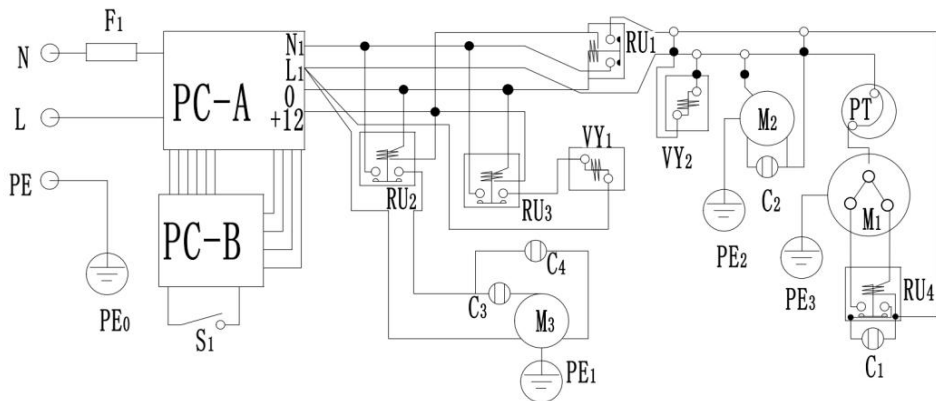 F1
N
L
PE
PE0
PC-A
N1
L1
0
+12
PC-B
S1
RU1
RU2
RU3
VY1
C4
C3
M3
PE1
VY2
M2
C2
PE2
PT
M1
PE3
RU4
C1